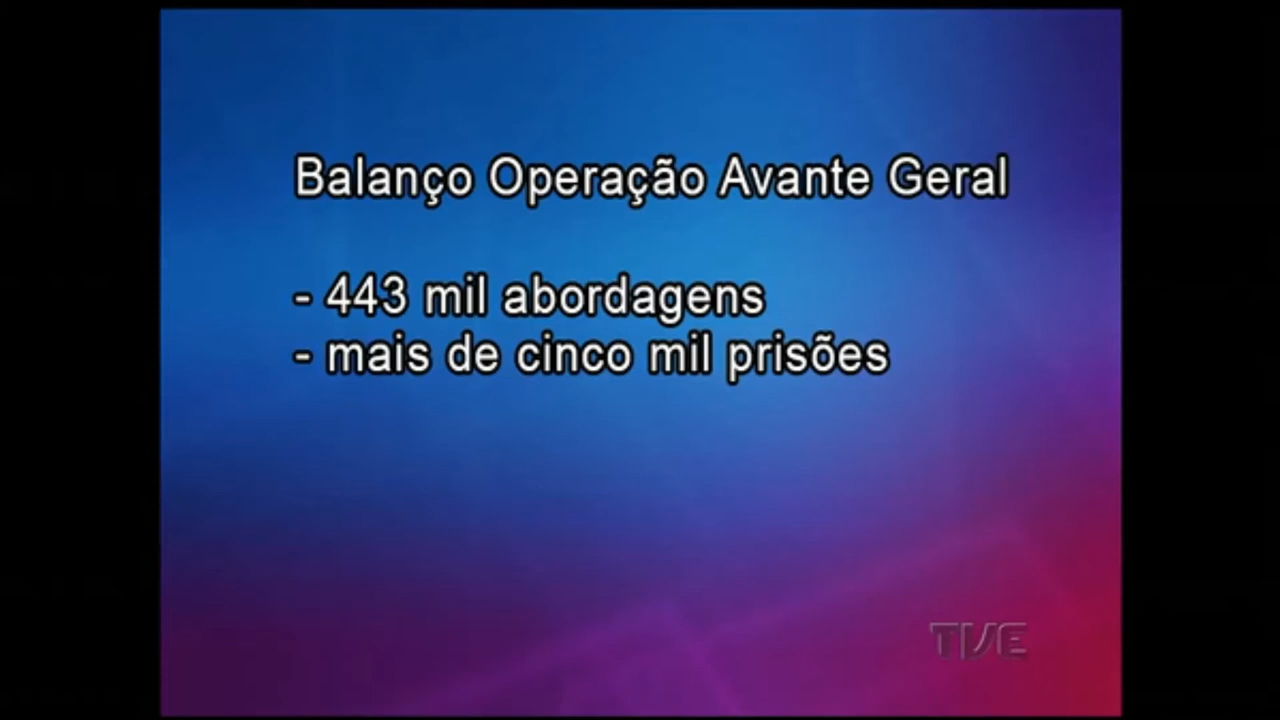 Balanço Operação Avante Geral
- 443 mil abordagens
- mais de cinco mil prisões
TVE